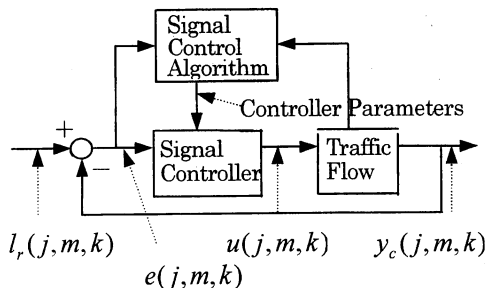 Signal
Control
Algorithm
Controller Parameters
+
−
Signal
Controller
Traffic
Flow
l_r(j,m,k)
e(j,m,k)
u(j,m,k)
y_c(j,m,k)